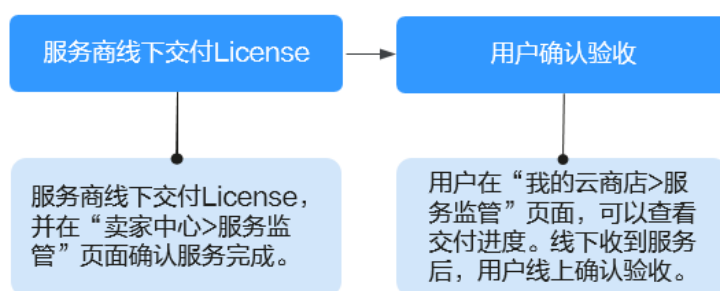 服务商线下交付License
用户确认验收
服务商线下交付License，
并在“卖家中心>服务监
管”页面确认服务完成。
用户在“我的云商店>服
务监管”页面，可以查看
交付进度。线下收到服务
后，用户线上确认验收。